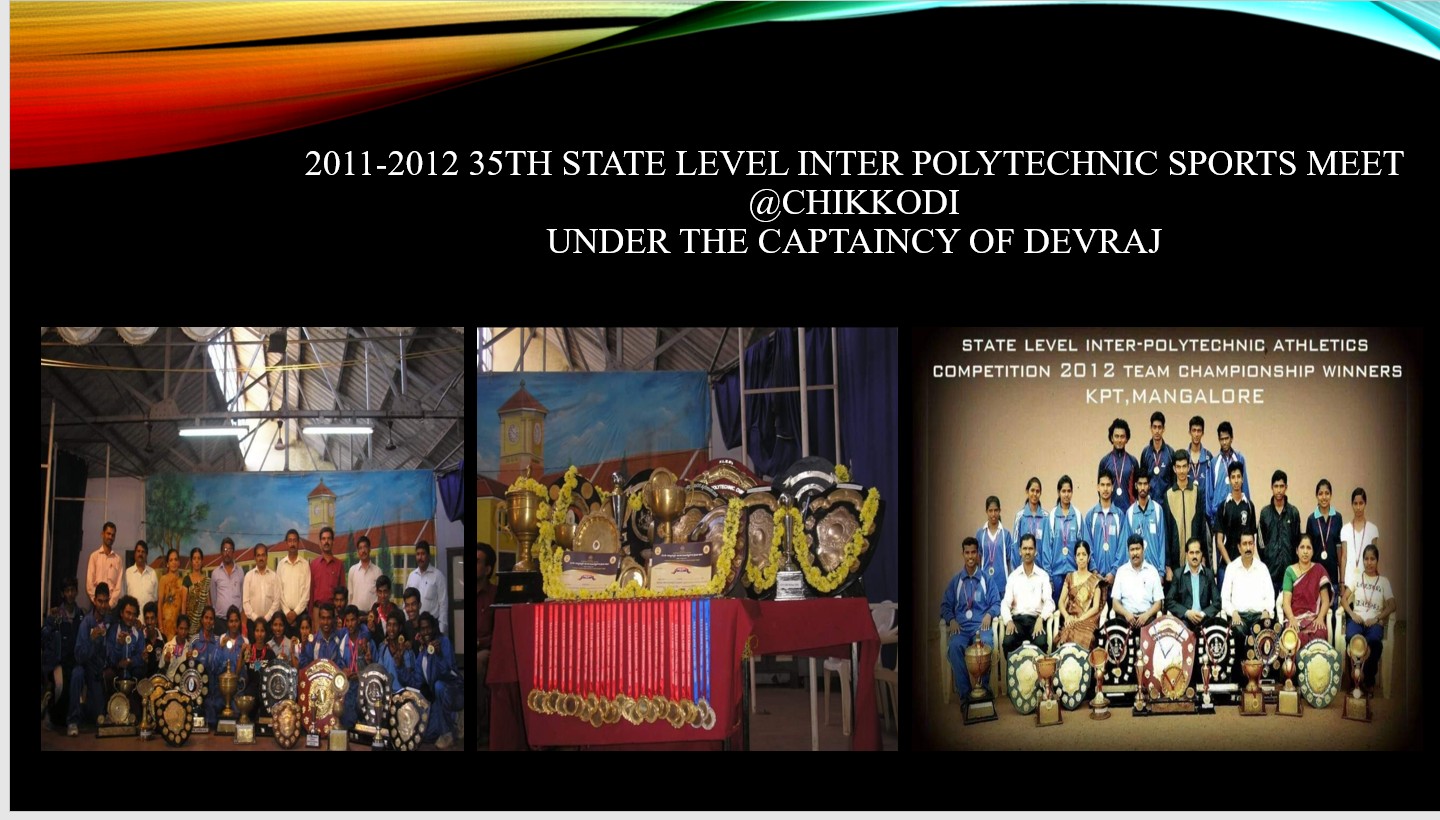 2011-2012 35TH STATE LEVEL INTER POLYTECHNIC SPORTS MEET
@CHIKKODI
UNDER THE CAPTAINCY OF DEVRAJ
STATE LEVEL INTER-POLYTECHNIC ATHLETICS
COMPETITION 2012 TEAM CHAMPIONSHIP WINNERS
KPT,MANGALORE